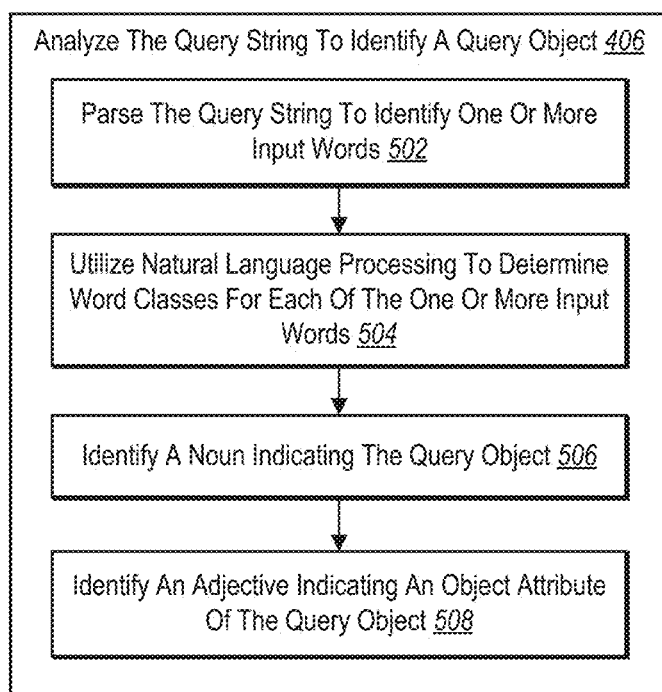 Analyze The Query String To Identify A Query Object 406
Parse The Query String To Identify One Or More
Input Words 502
Utilize Natural Language Processing To Determine
Word Classes For Each Of The One Or More Input
Words 504
Identify A Noun Indicating The Query Object 506
Identify An Adjective Indicating An Object Attribute
Of The Query Object 508